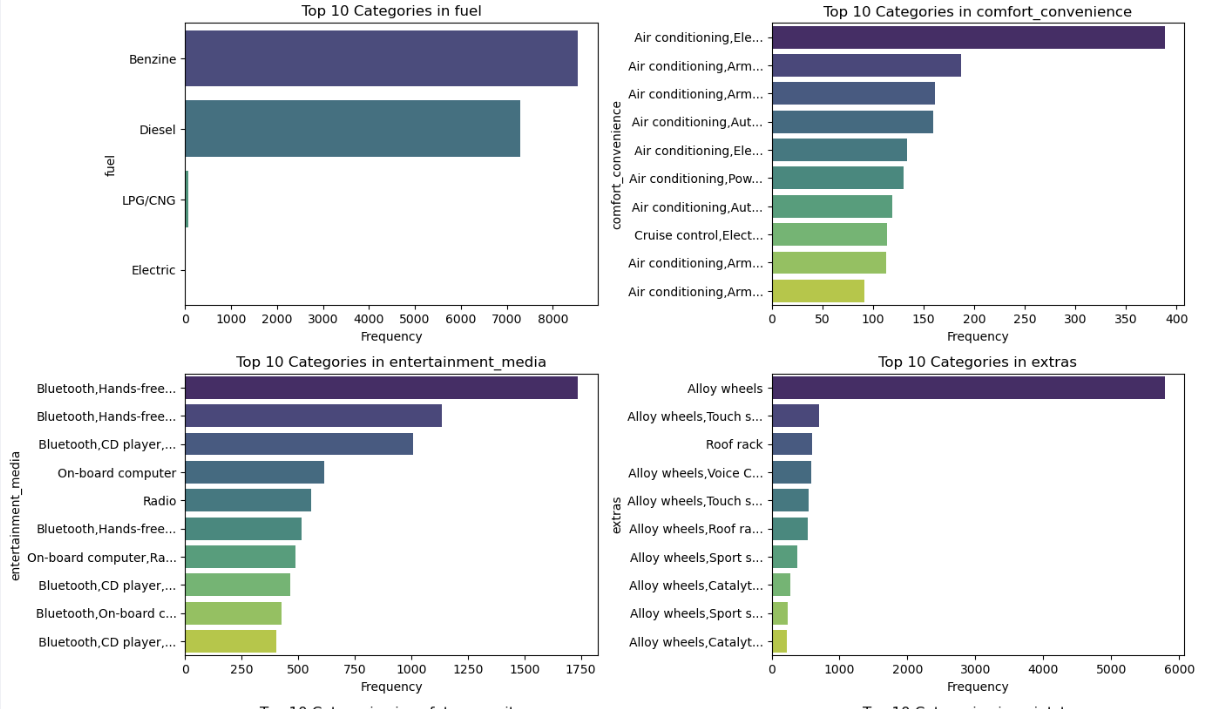 Top 10 Categories in fuel
Benzine
Diesel
LPG/CNG
Electric
fuel
0 1000 2000 3000 4000 5000 6000 7000 8000
Frequency
Top 10 Categories in comfort_convenience
Air conditioning,Ele...
Air conditioning,Arm...
Air conditioning,Arm...
Air conditioning,Aut...
Air conditioning,Ele...
Air conditioning,Pow...
Air conditioning,Aut...
Cruise control,Elect...
Air conditioning,Arm...
Air conditioning,Arm...
comfort_convenience
0 50 100 150 200 250 300 350 400
Frequency
Top 10 Categories in entertainment_media
Bluetooth,Hands-free...
Bluetooth,Hands-free...
Bluetooth,CD player,...
On-board computer
Radio
Bluetooth,Hands-free...
On-board computer,Ra...
Bluetooth,CD player,...
Bluetooth,On-board c...
Bluetooth,CD player,...
entertainment_media
0 250 500 750 1000 1250 1500 1750
Frequency
Top 10 Categories in extras
Alloy wheels
Alloy wheels,Touch s...
Roof rack
Alloy wheels,Voice C...
Alloy wheels,Touch s...
Alloy wheels,Roof ra...
Alloy wheels,Sport s...
Alloy wheels,Catalyt...
Alloy wheels,Sport s...
Alloy wheels,Catalyt...
extras
0 1000 2000 3000 4000 5000 6000
Frequency
Top 10 Categories in
Top 10 Categories in